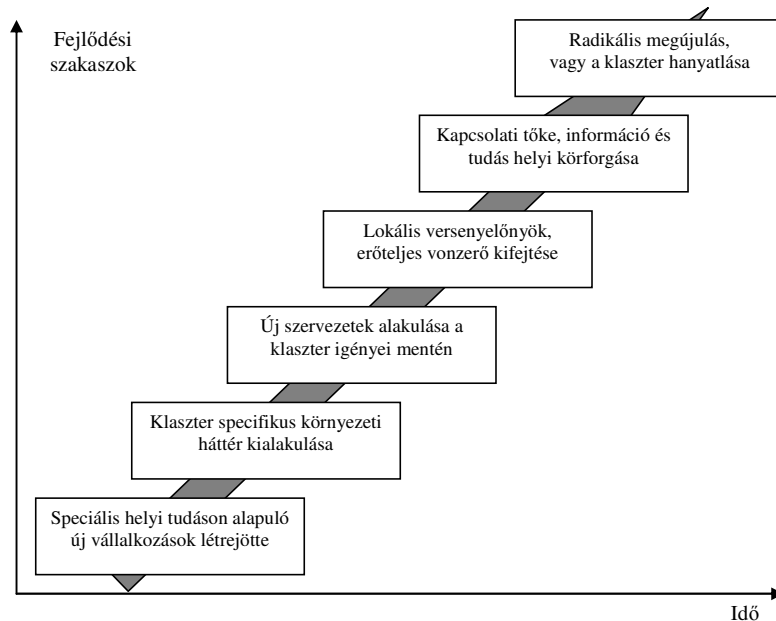 Fejlődési
szakaszok
Radikális megújulás,
vagy a klaszter hanyatlása
Kapcsolati tőke, információ és
tudás helyi körforgása
Lokális versenyelőnyök,
erőteljes vonzerő kifejtése
Új szervezetek alakulása a
klaszter igényei mentén
Klaszter specifikus környezeti
háttér kialakulása
Speciális helyi tudáson alapuló
új vállalkozások létrejötte
Idő